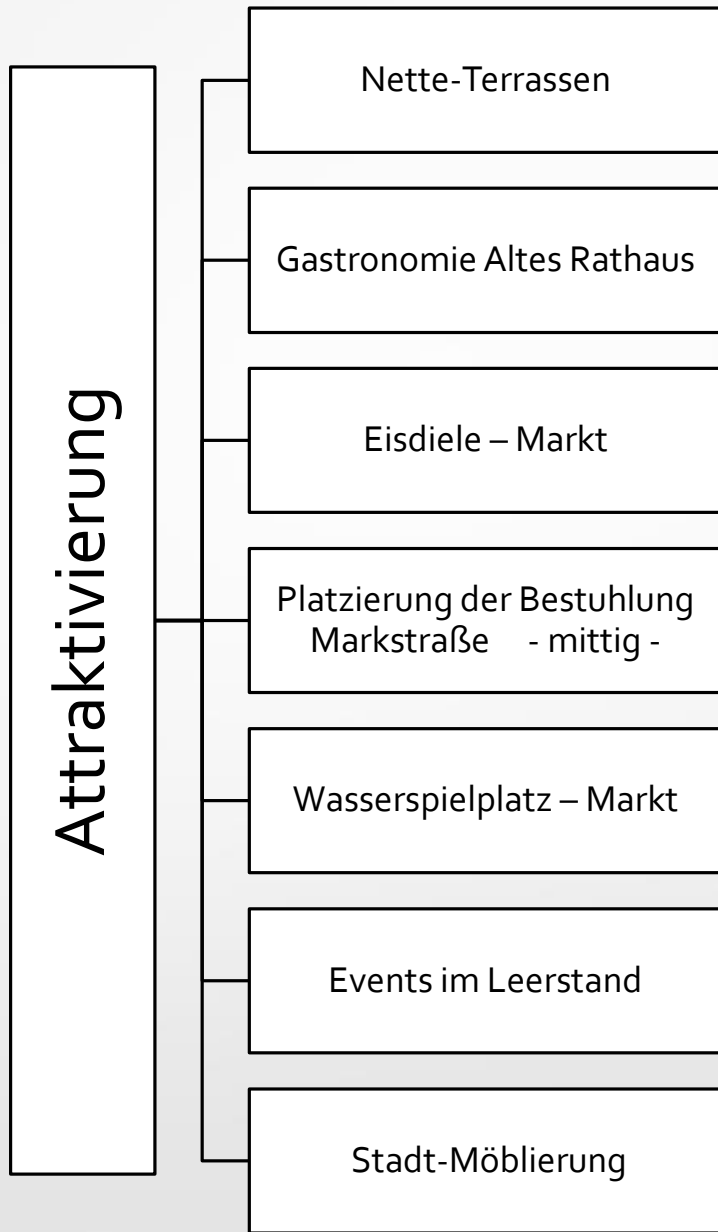 Attraktivierung
Nette-Terrassen
Gastronomie Altes Rathaus
Eisdiele – Markt
Platzierung der Bestuhlung
Markstraße - mittig -
Wasserspielplatz – Markt
Events im Leerstand
Stadt-Möblierung